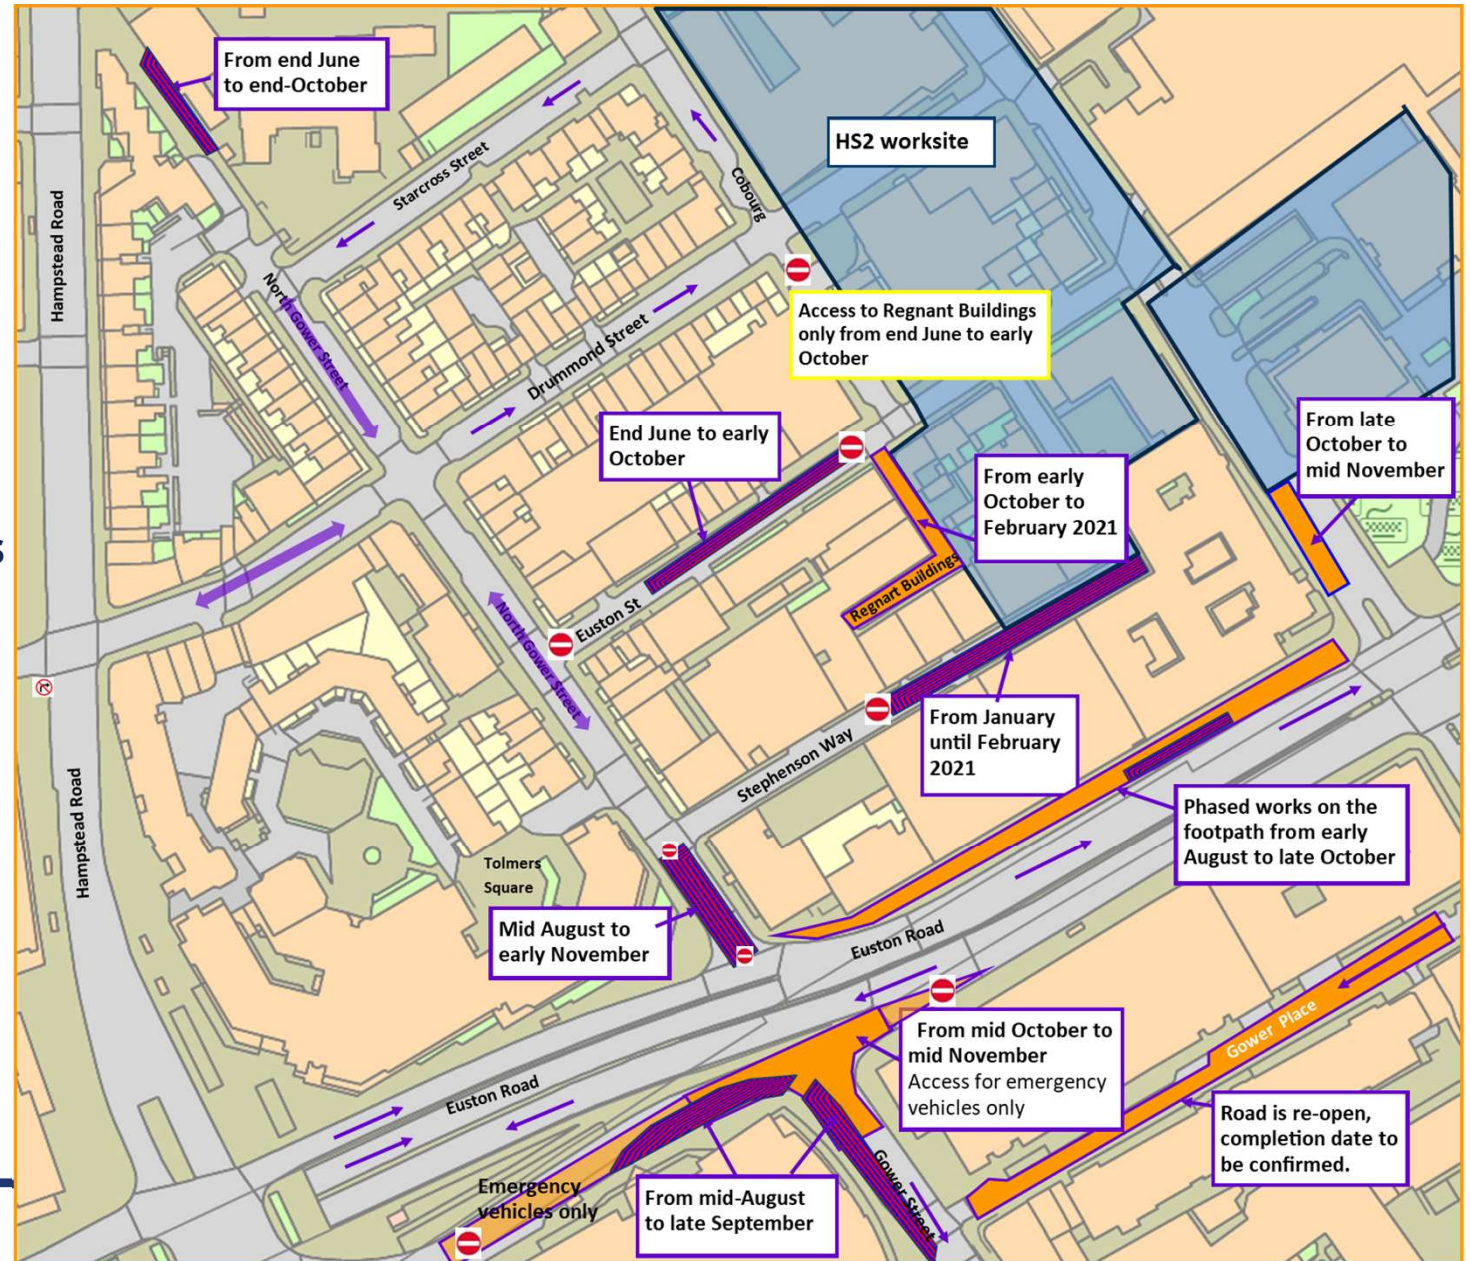 From end June
to end-October
HS2 worksite
Hampstead Road
Starcross Street
Cobourg
North Gower Street
Access to Regnant Buildings
only from end June to early
October
Drummond Street
End June to early
October
From early
October to
February 2021
From late
October to
mid November
s
Euston St
Regnart Buildings
North Gower Street
From January
until February
2021
Stephenson Way
Hampstead Road
Phased works on the
footpath from early
August to late October
Tolmers
Square
Mid August to
early November
Euston Road
From mid October to
mid November
Access for emergency
vehicles only
Gower Place
Euston Road
Road is re-open,
completion date to
be confirmed.
Emergency
vehicles only
From mid-August
to late September
Gower Street